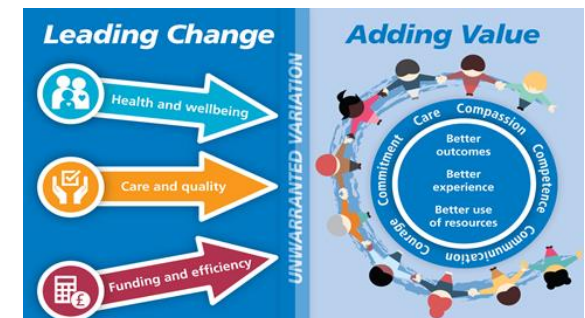 Leading Change
Health and wellbeing
Care and quality
Funding and efficiency
£
UNWARRANTED VARIATION
Adding Value
Care Compassion Competence Communication Courage Commitment
Better
outcomes
Better
experience
Better use
of resources